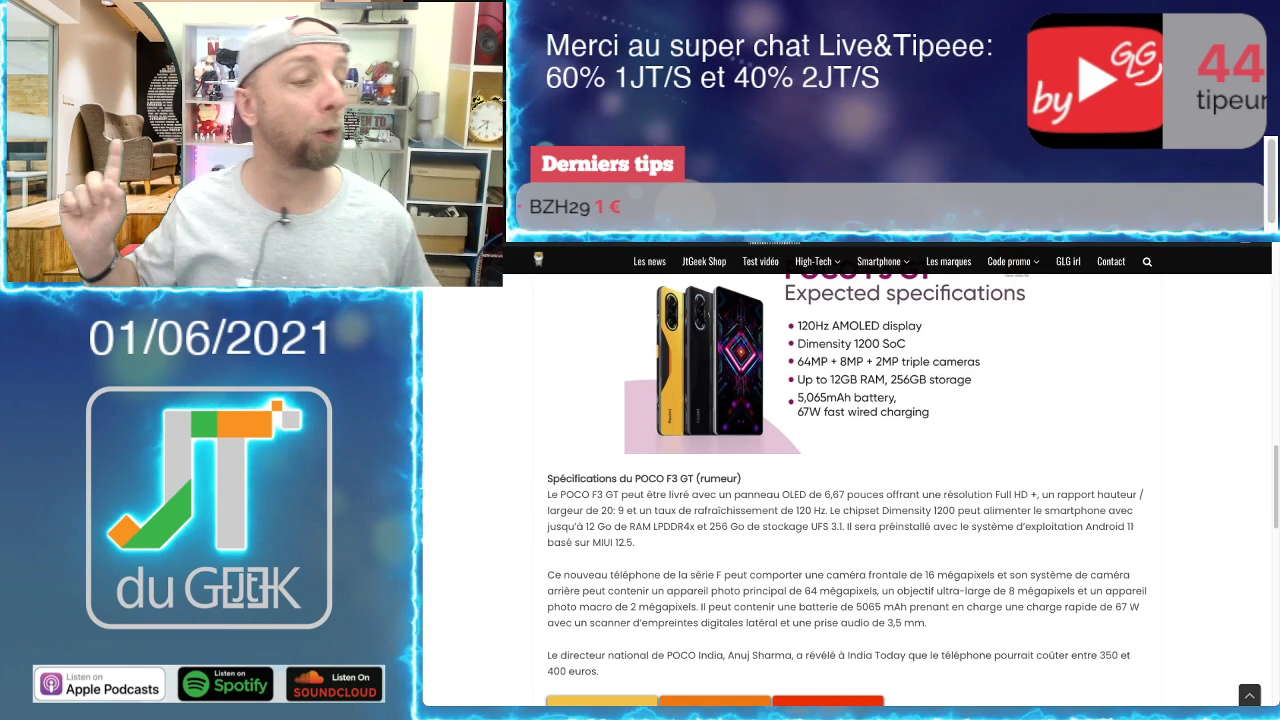 Merci au super chat Live&Tipeee:
60% 1JT/S et 40% 2JT/S
by GLG
44
tipeur
Derniers tips
BZH29 1 €
Les news JtGeek Shop Test vidéo High-Tech Smartphone Les marques Code promo GLG irl Contact
Expected specifications
120Hz AMOLED display
Dimensity 1200 SoC
64MP + 8MP + 2MP triple cameras
Up to 12GB RAM, 256GB storage
5,065mAh battery,
67W fast wired charging
01/06/2021
JT
du GEEK
Jt
Listen on
Apple Podcasts
Listen on
Spotify
Listen On
SOUNDCLOUD
Spécifications du POCO F3 GT (rumeur)
Le POCO F3 GT peut être livré avec un panneau OLED de 6,67 pouces offrant une résolution Full HD +, un rapport hauteur /
largeur de 20: 9 et un taux de rafraîchissement de 120 Hz. Le chipset Dimensity 1200 peut alimenter le smartphone avec
jusqu'à 12 Go de RAM LPDDR4x et 256 Go de stockage UFS 3.1. Il sera préinstallé avec le système d'exploitation Android 11
basé sur MIUI 12.5.
Ce nouveau téléphone de la série F peut comporter une caméra frontale de 16 mégapixels et son système de caméra
arrière peut contenir un appareil photo principal de 64 mégapixels, un objectif ultra-large de 8 mégapixels et un appareil
photo macro de 2 mégapixels. Il peut contenir une batterie de 5065 mAh prenant en charge une charge rapide de 67 W
avec un scanner d'empreintes digitales latéral et une prise audio de 3,5 mm.
Le directeur national de POCO India, Anuj Sharma, a révélé à India Today que le téléphone pourrait coûter entre 350 et
400 euros.